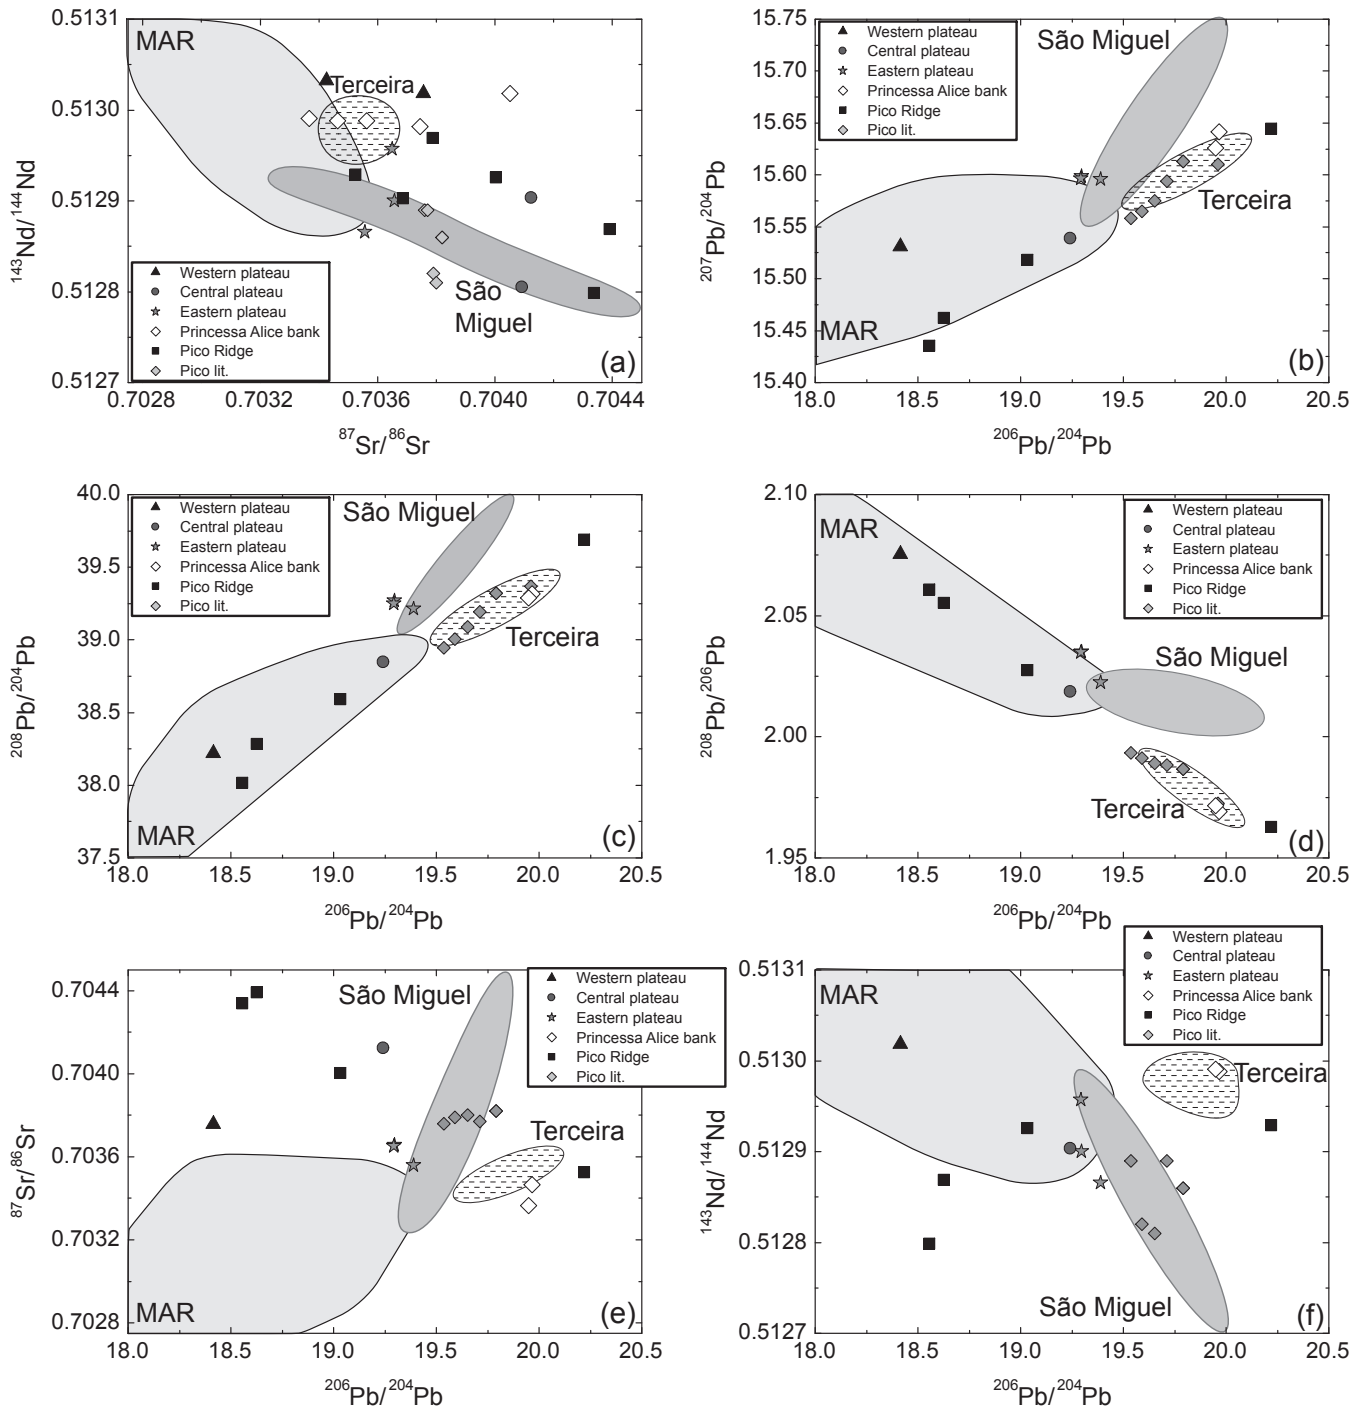 0.5131
0.5130
0.5129
0.5128
0.5127
0.7028
0.7032
0.7036
0.7040
0.7044
143Nd/144Nd
87Sr/86Sr
MAR
Terceira
São
Miguel
(a)
Western plateau
Central plateau
Eastern plateau
Princessa Alice bank
Pico Ridge
Pico lit.
15.75
15.70
15.65
15.60
15.55
15.50
15.45
15.40
18.0
18.5
19.0
19.5
20.0
20.5
207Pb/204Pb
206Pb/204Pb
Western plateau
Central plateau
Eastern plateau
Princessa Alice bank
Pico Ridge
Pico lit.
São Miguel
Terceira
MAR
(b)
40.0
39.5
39.0
38.5
38.0
37.5
18.0
18.5
19.0
19.5
20.0
20.5
208Pb/204Pb
206Pb/204Pb
Western plateau
Central plateau
Eastern plateau
Princessa Alice bank
Pico Ridge
Pico lit.
São Miguel
Terceira
MAR
(c)
2.10
2.05
2.00
1.95
18.0
18.5
19.0
19.5
20.0
20.5
208Pb/206Pb
206Pb/204Pb
MAR
Western plateau
Central plateau
Eastern plateau
Princessa Alice bank
Pico Ridge
Pico lit.
São Miguel
Terceira
(d)
0.7044
0.7040
0.7036
0.7032
0.7028
18.0
18.5
19.0
19.5
20.0
20.5
87Sr/86Sr
206Pb/204Pb
São Miguel
Western plateau
Central plateau
Eastern plateau
Princessa Alice bank
Pico Ridge
Pico lit.
Terceira
MAR
(e)
0.5131
0.5130
0.5129
0.5128
0.5127
18.0
18.5
19.0
19.5
20.0
20.5
143Nd/144Nd
206Pb/204Pb
Western plateau
Central plateau
Eastern plateau
Princessa Alice bank
Pico Ridge
Pico lit.
MAR
Terceira
São Miguel
(f)